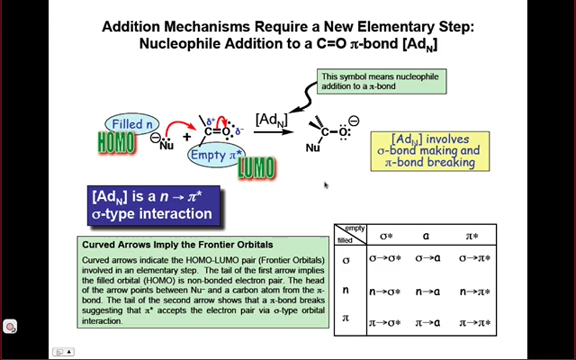 Addition Mechanisms Require a New Elementary Step:
Nucleophile Addition to a C=O π-bond [AdN]
This symbol means nucleophile
addition to a π-bond
Filled n
HOMO
⊖
Nu
+
δ+
C=O
δ-
Empty π*
LUMO
[AdN]
C–O:
⊖
Nu
[AdN] involves
σ-bond making and
π-bond breaking
[AdN] is a n → π*
σ-type interaction
Curved Arrows Imply the Frontier Orbitals
Curved arrows indicate the HOMO-LUMO pair (Frontier Orbitals)
involved in an elementary step. The tail of the first arrow implies
the filled orbital (HOMO) is non-bonded electron pair. The head
of the arrow points between Nu- and a carbon atom from the π-
bond. The tail of the second arrow shows that a π-bond breaks
suggesting that π* accepts the electron pair via σ-type orbital
interaction.
empty
filled
σ* a π*
σ σ→σ* σ→a σ→π*
n n→σ* n→a n→π*
π π→σ* π→a π→π*